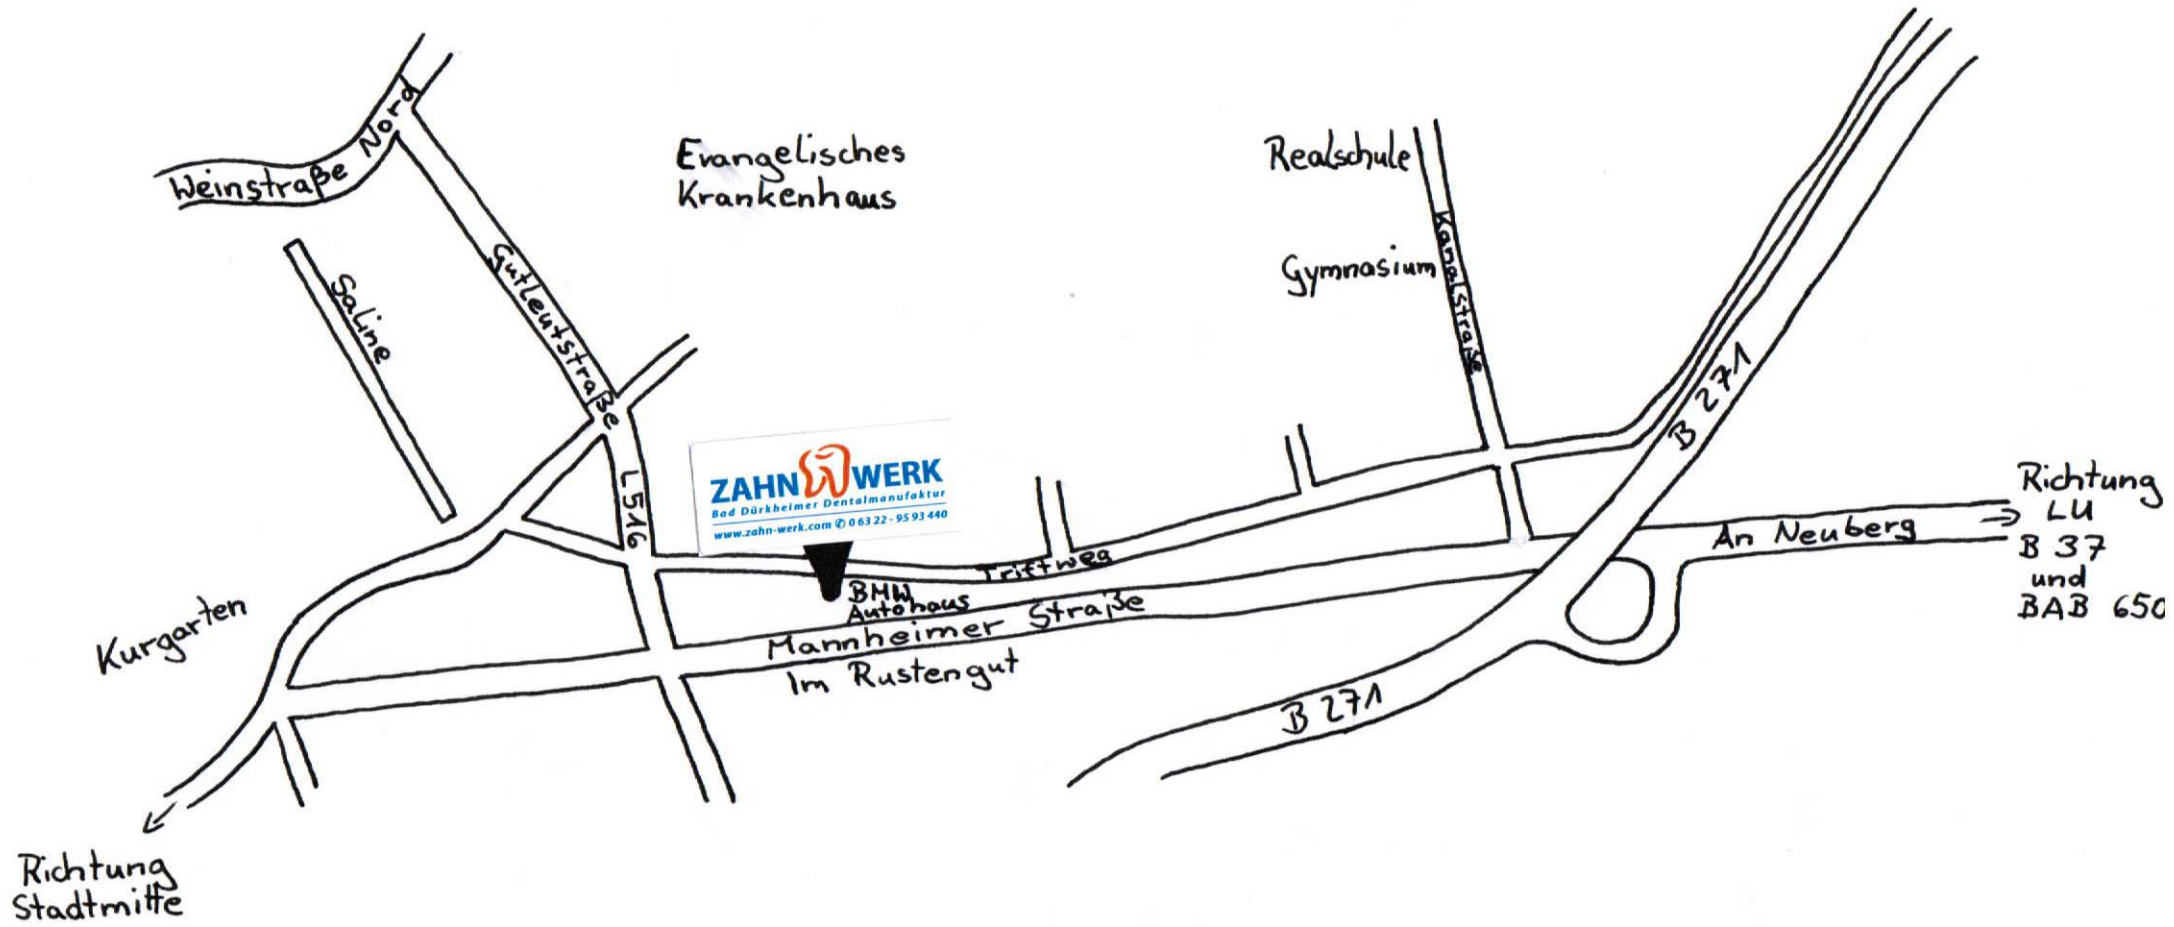 Weinstraße Nord
Evangelisches
Krankenhaus
Realschule
Gymnasium
Kanalstraße
Gutleutstraße
Saline
B 271
L 516
ZAHN WERK
Bad Dürkheimer Dentalmanufaktur
www.zahn-werk.com ✆ 0 63 22 - 95 93 440
Richtung
LU
B 37
und
BAB 650
An Neuberg
Triftweg
BMW
Autohaus
Mannheimer Straße
Im Rustengut
Kurgarten
B 271
Richtung
Stadtmitte